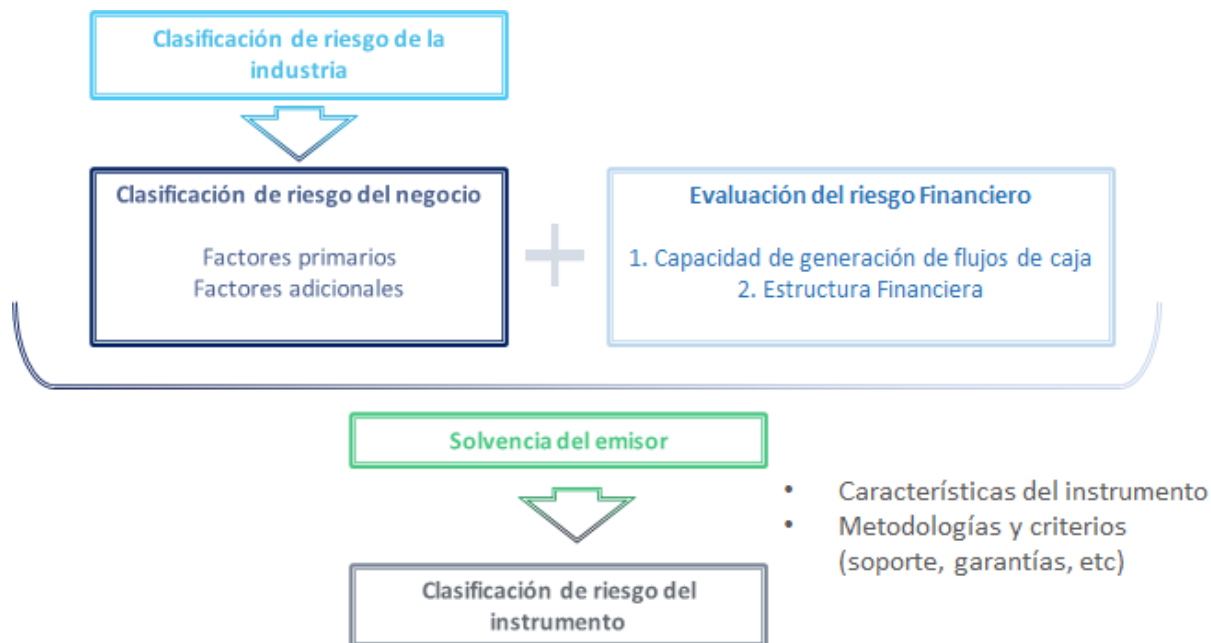 Clasificación de riesgo de la
industria
Clasificación de riesgo del negocio
Factores primarios
Factores adicionales
Evaluación del riesgo Financiero
1. Capacidad de generación de flujos de caja
2. Estructura Financiera
Solvencia del emisor
• Características del instrumento
• Metodologías y criterios
(soporte, garantías, etc)
Clasificación de riesgo del
instrumento